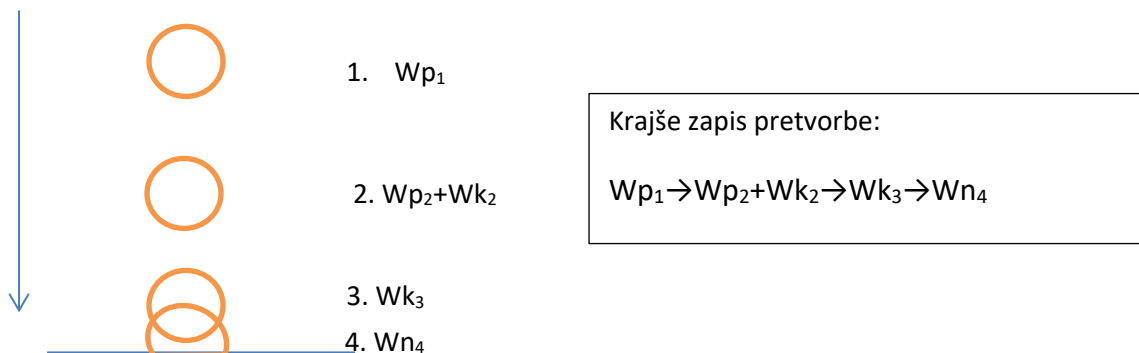 1. Wp₁
2. Wp₂+Wk₂
3. Wk₃
4. Wn₄
Krajše zapis pretvorbe:
Wp₁→Wp₂+Wk₂→Wk₃→Wn₄